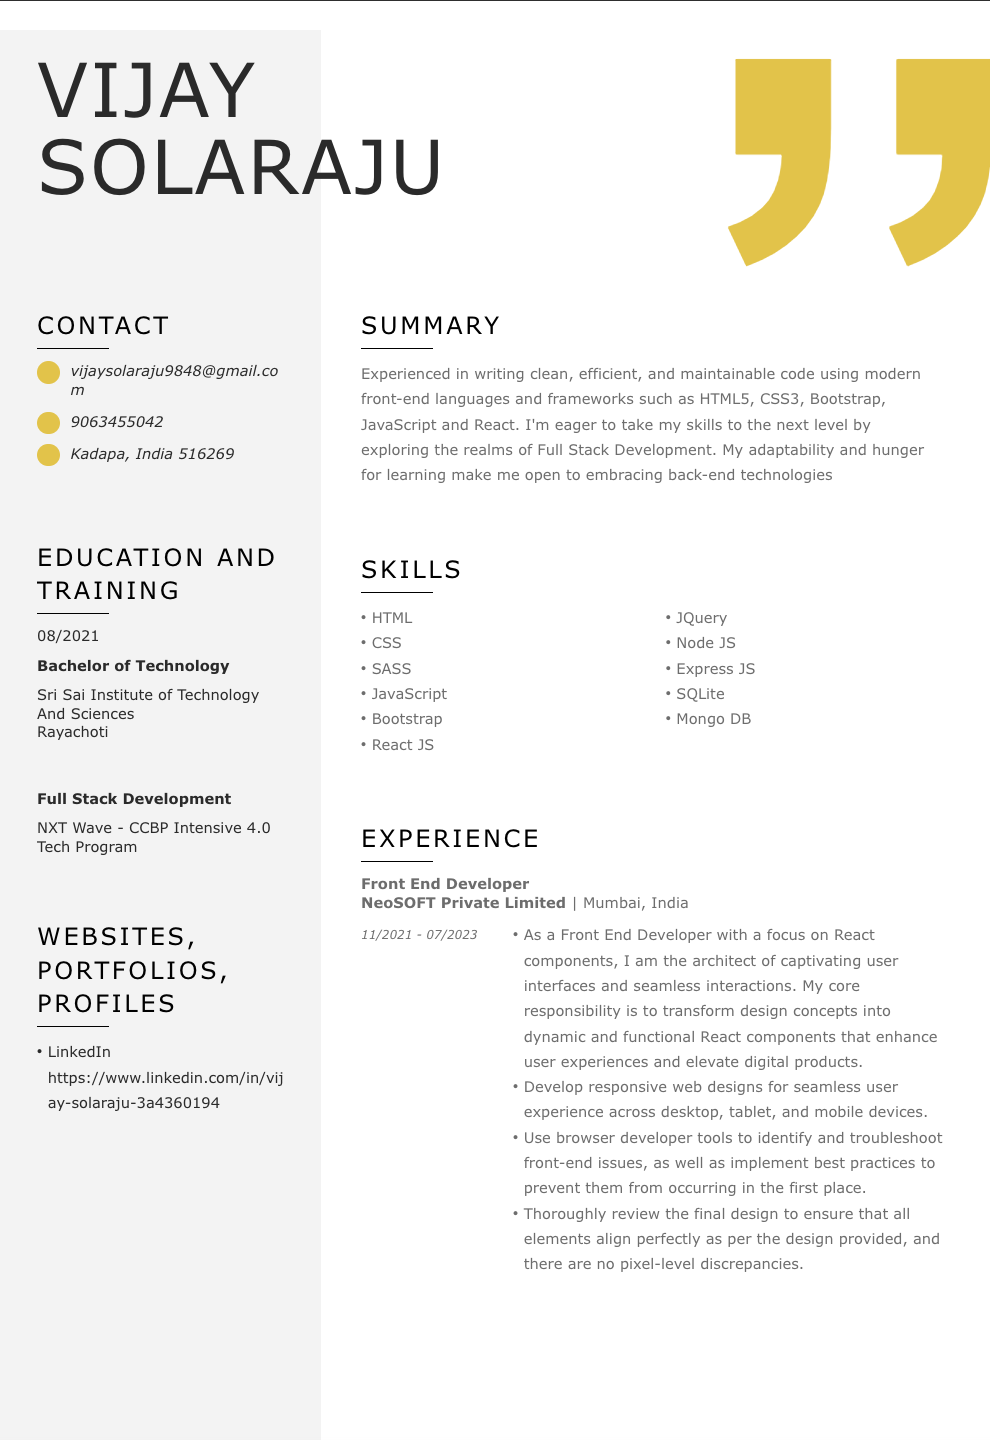 VIJAY
SOLARAJU
CONTACT
vijaysolaraju9848@gmail.co
m
9063455042
Kadapa, India 516269
EDUCATION AND
TRAINING
08/2021
Bachelor of Technology
Sri Sai Institute of Technology
And Sciences
Rayachoti
Full Stack Development
NXT Wave - CCBP Intensive 4.0
Tech Program
WEBSITES,
PORTFOLIOS,
PROFILES
• LinkedIn
https://www.linkedin.com/in/vij
ay-solaraju-3a4360194
SUMMARY
Experienced in writing clean, efficient, and maintainable code using modern
front-end languages and frameworks such as HTML5, CSS3, Bootstrap,
JavaScript and React. I'm eager to take my skills to the next level by
exploring the realms of Full Stack Development. My adaptability and hunger
for learning make me open to embracing back-end technologies
SKILLS
• HTML
• CSS
• SASS
• JavaScript
• Bootstrap
• React JS
• JQuery
• Node JS
• Express JS
• SQLite
• Mongo DB
EXPERIENCE
Front End Developer
NeoSOFT Private Limited | Mumbai, India
11/2021 - 07/2023
• As a Front End Developer with a focus on React
components, I am the architect of captivating user
interfaces and seamless interactions. My core
responsibility is to transform design concepts into
dynamic and functional React components that enhance
user experiences and elevate digital products.
• Develop responsive web designs for seamless user
experience across desktop, tablet, and mobile devices.
• Use browser developer tools to identify and troubleshoot
front-end issues, as well as implement best practices to
prevent them from occurring in the first place.
• Thoroughly review the final design to ensure that all
elements align perfectly as per the design provided, and
there are no pixel-level discrepancies.